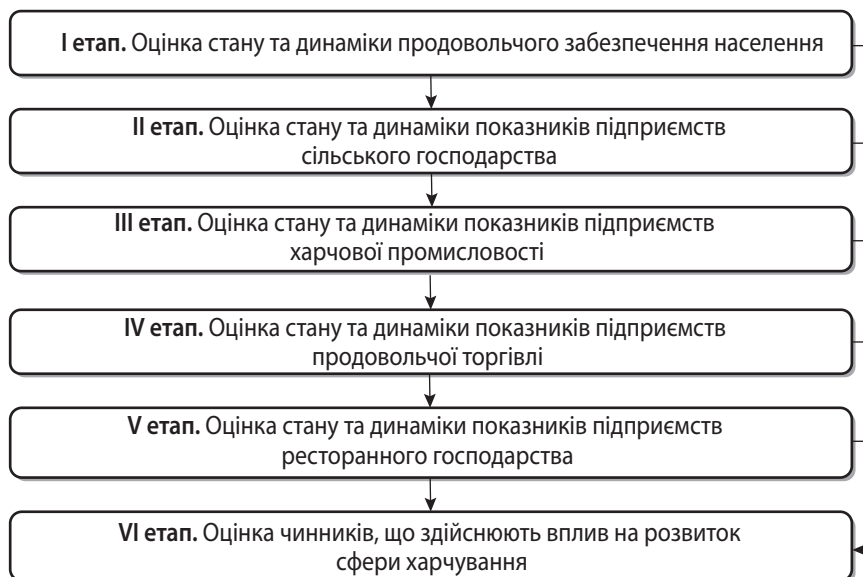 I етап. Оцінка стану та динаміки продовольчого забезпечення населення
II етап. Оцінка стану та динаміки показників підприємств
сільського господарства
III етап. Оцінка стану та динаміки показників підприємств
харчової промисловості
IV етап. Оцінка стану та динаміки показників підприємств
продовольчої торгівлі
V етап. Оцінка стану та динаміки показників підприємств
ресторанного господарства
VI етап. Оцінка чинників, що здійснюють вплив на розвиток
сфери харчування